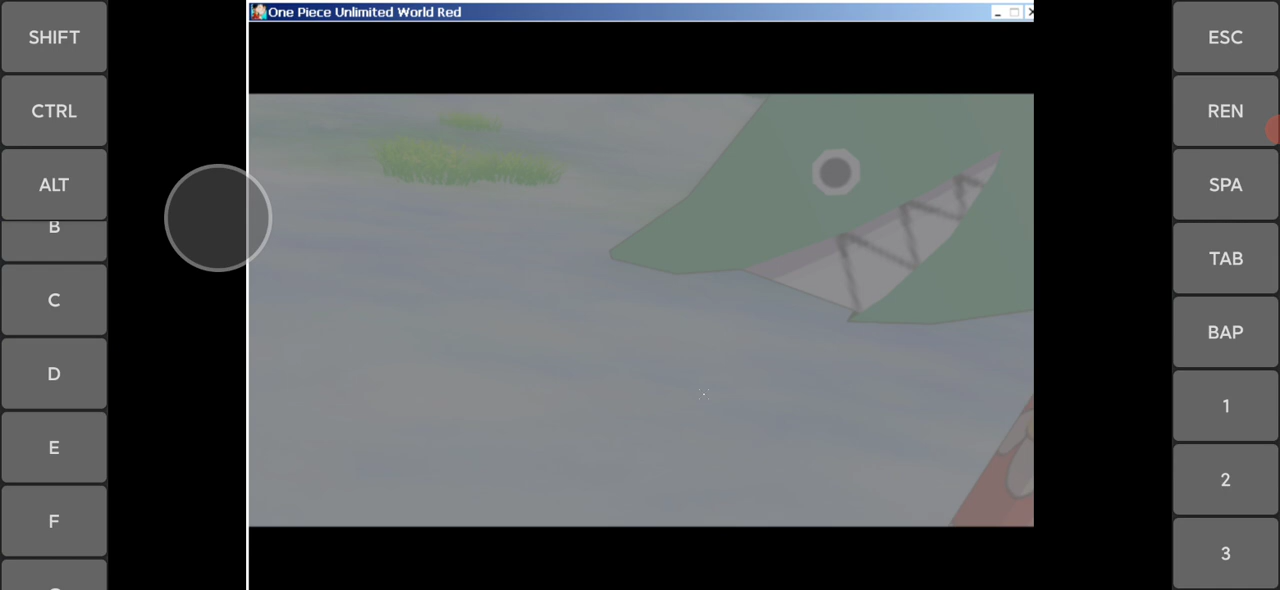 One Piece Unlimited World Red
SHIFT
CTRL
ALT
B
C
D
E
F
ESC
REN
SPA
TAB
BAP
1
2
3